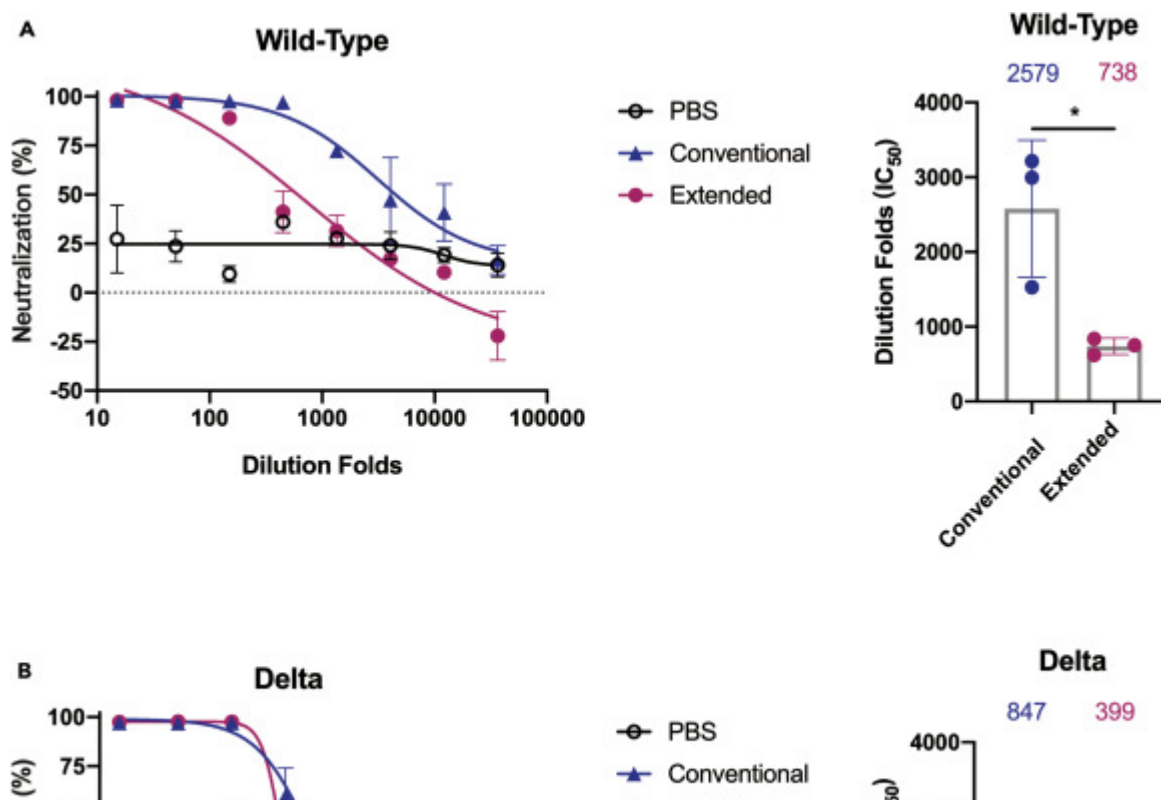 A
Wild-Type
Neutralization (%)
100
75
50
25
0
-25
-50
10 100 1000 10000 100000
Dilution Folds
PBS
Conventional
Extended
Wild-Type
2579 738
*
Dilution Folds (IC50)
4000
3000
2000
1000
0
Conventional
Extended
B
Delta
(%)
100
75
PBS
Conventional
Delta
847 399
4000
50)